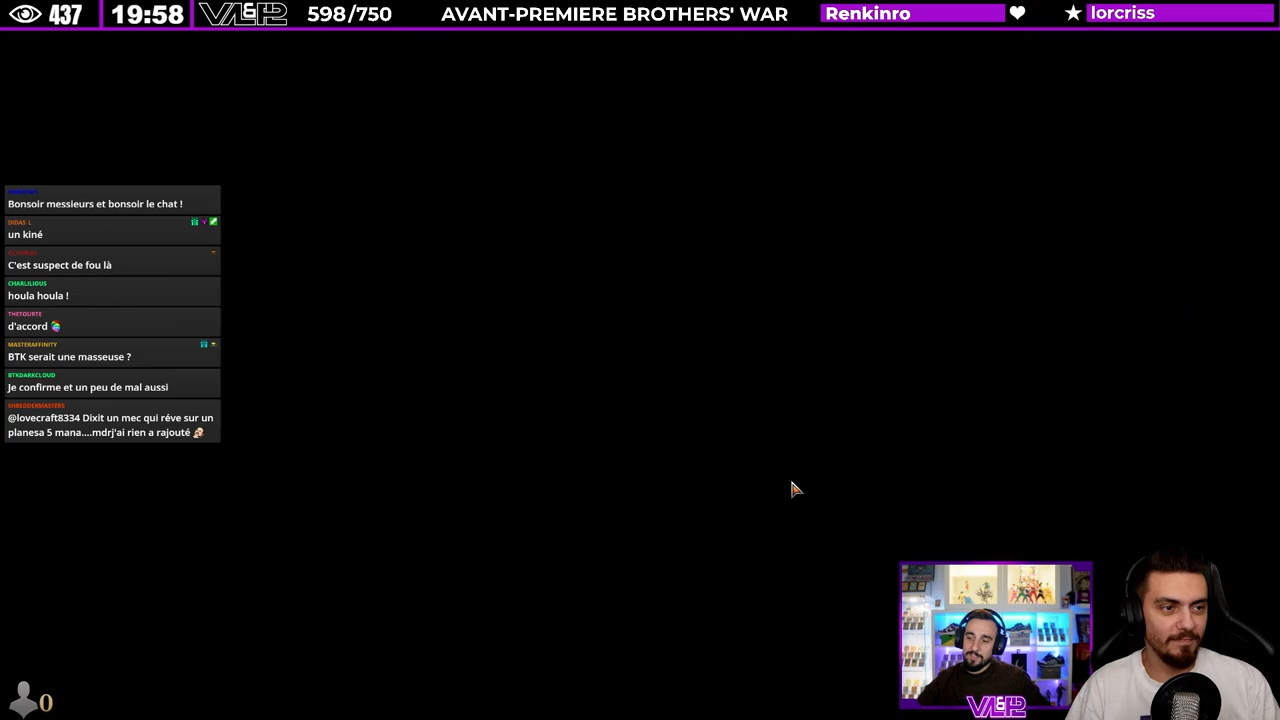 437
19:58
VAL&PL
598/750
AVANT-PREMIERE BROTHERS' WAR
Renkinro
lorcriss
Bonsoir messieurs et bonsoir le chat !
DIDAS L
un kiné
C'est suspect de fou là
CHARLILIOUS
houla houla !
THETOURTE
d'accord
MASTERAFFINITY
BTK serait une masseuse ?
BTKDARKCLOUD
Je confirme et un peu de mal aussi
SHREDDERMASTERS
@lovecraft8334 Dixit un mec qui réve sur un
planesa 5 mana....mdrj'ai rien a rajouté
0